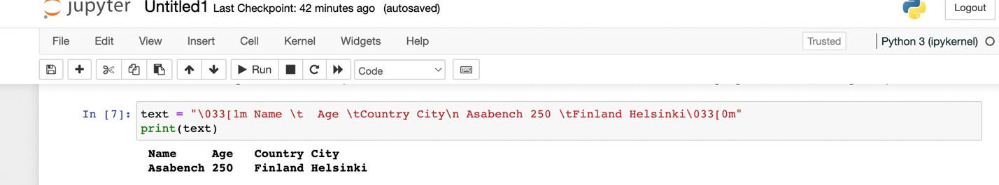 jupyter Untitled1 Last Checkpoint: 42 minutes ago (autosaved) Logout
File Edit View Insert Cell Kernel Widgets Help Trusted Python 3 (ipykernel)
Run Code
In [7]: text = "\033[1m Name \t  Age \tCountry City\n Asabench 250 \tFinland Helsinki\033[0m"
print(text)
Name Age Country City
Asabench 250 Finland Helsinki